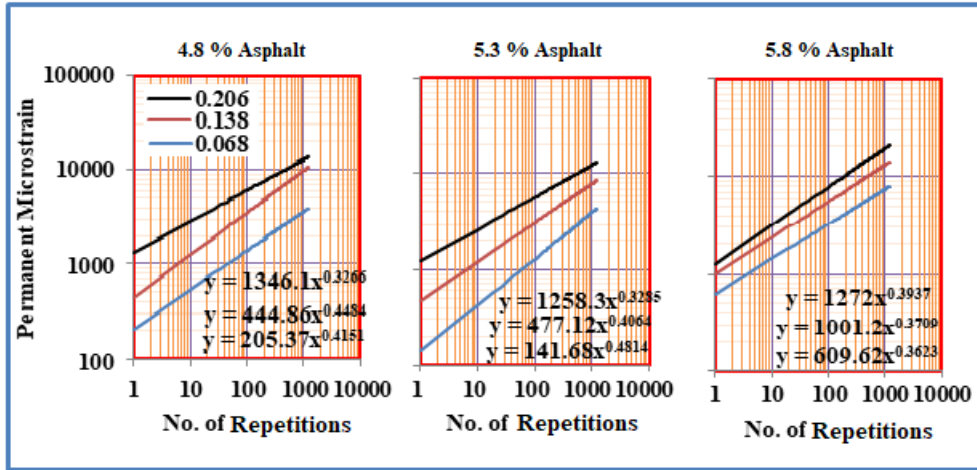 4.8 % Asphalt
5.3 % Asphalt
5.8 % Asphalt
Permanent Microstrain
100000
10000
1000
100
0.206
0.138
0.068
y = 1346.1x^0.3266
y = 444.86x^0.4484
y = 205.37x^0.4151
1 10 100 1000 10000
No. of Repetitions
y = 1258.3x^0.3285
y = 477.12x^0.4064
y = 141.68x^0.4814
1 10 100 1000 10000
No. of Repetitions
y = 1272x^0.3937
y = 1001.2x^0.3709
y = 609.62x^0.3623
1 10 100 1000 10000
No. of Repetitions